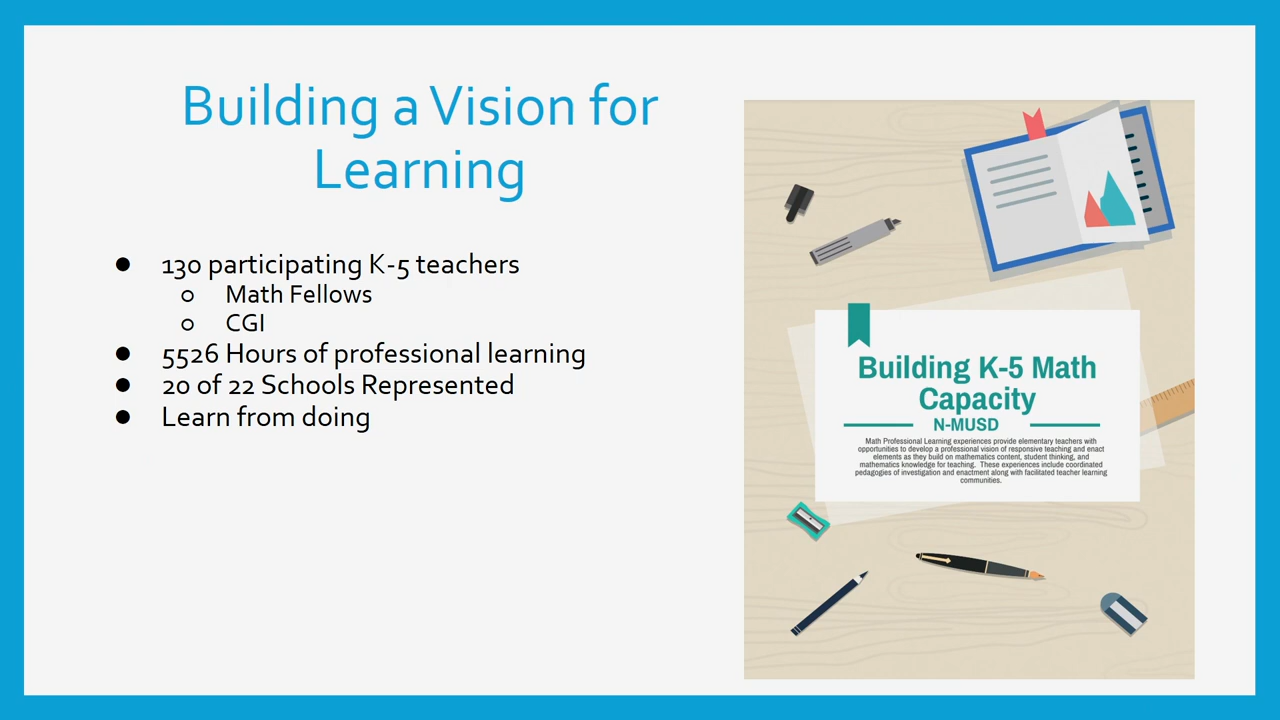 Building a Vision for
Learning
● 130 participating K-5 teachers
○ Math Fellows
○ CGI
● 5526 Hours of professional learning
● 20 of 22 Schools Represented
● Learn from doing
Building K-5 Math
Capacity
N-MUSD
Math Professional Learning experiences provide elementary teachers with
opportunities to develop a professional vision of responsive teaching and enact
elements as they build on mathematics content, student thinking, and
mathematics knowledge for teaching. These experiences include coordinated
pedagogies of investigation and enactment along with facilitated teacher learning
communities.